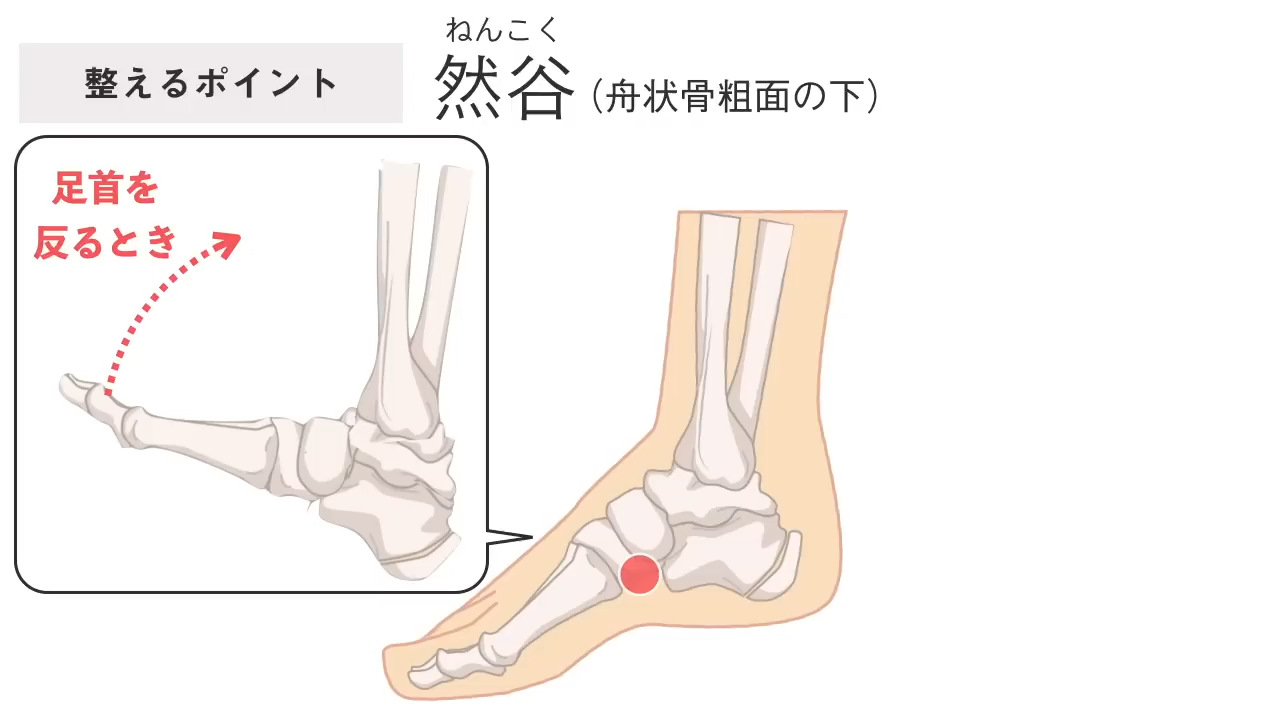 整えるポイント
ねんこく
然谷(舟状骨粗面の下)
足首を
反るとき